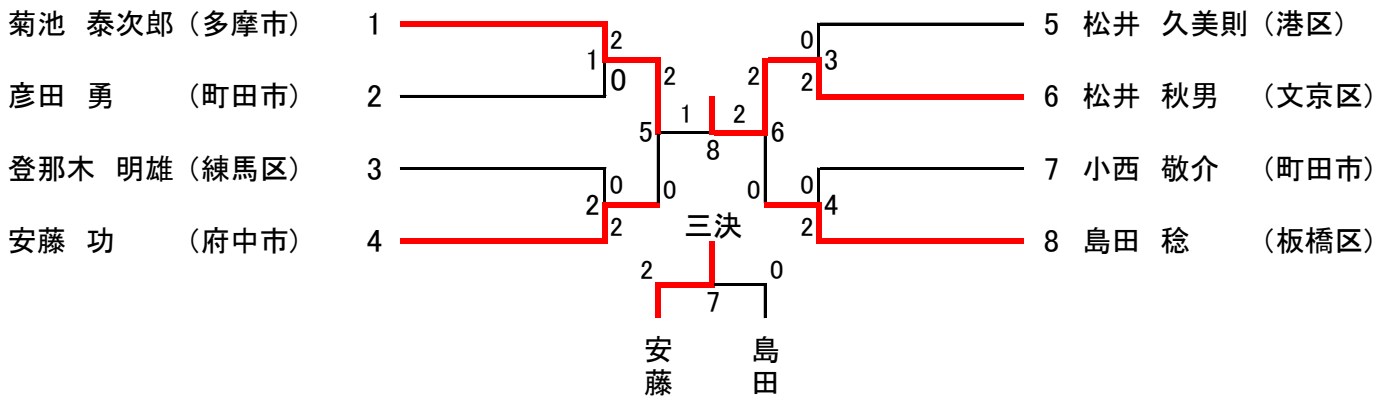 菊池 泰次郎（多摩市） 1
5 松井 久美則（港区）
2
0
1
3
0
2
2
2
彦田 勇 （町田市） 2
6 松井 秋男 （文京区）
1
2
5
8
6
登那木 明雄（練馬区） 3
7 小西 敬介 （町田市）
0
0
0
0
2
4
2
2
三決
安藤 功 （府中市） 4
8 島田 稔 （板橋区）
2
0
7
安藤
島田